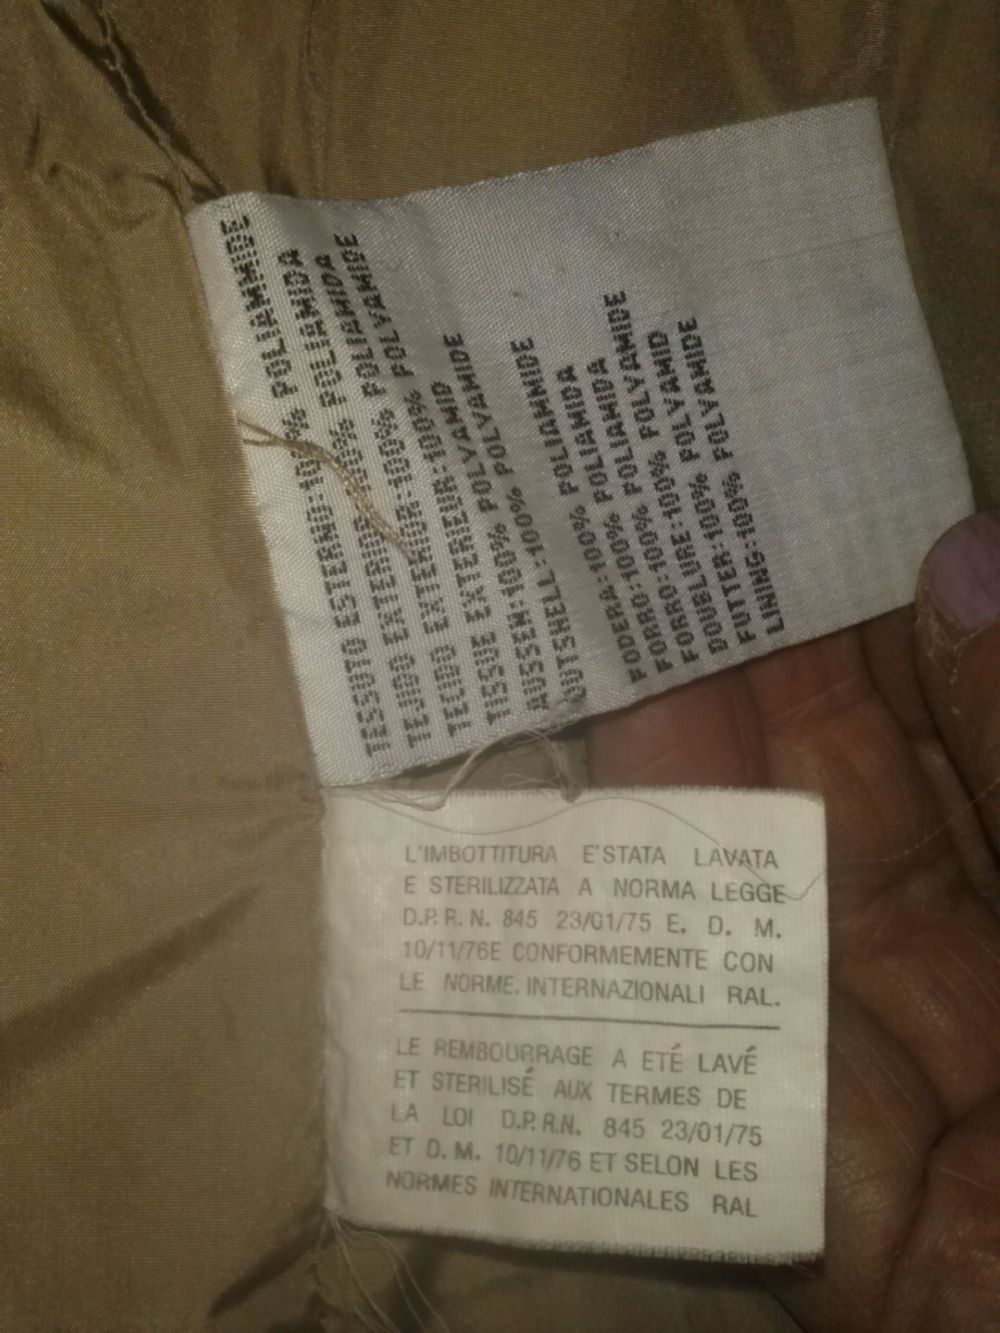 TESSUTO ESTERNO:100% POLIAMMIDE
TEJIDO EXTERIOR:100% POLIAMIDA
TECIDO EXTERIOR:100% POLIAMIDA
TISSUE EXTERIEUR:100% POLYAMIDE
AUSSEN:100% POLYAMID
OUTSHELL:100% POLYAMIDE
FODERA:100% POLIAMMIDE
FORRO:100% POLIAMIDA
FORRO:100% POLIAMIDA
DOUBLURE:100% POLYAMIDE
FUTTER:100% POLYAMID
LINING:100% POLYAMIDE
L'IMBOTTITURA E'STATA LAVATA
E STERILIZZATA A NORMA LEGGE
D.P.R.N. 845 23/01/75 E. D. M.
10/11/76E CONFORMEMENTE CON
LE NORME. INTERNAZIONALI RAL.
LE REMBOURRAGE A ETÉ LAVÉ
ET STERILISÉ AUX TERMES DE
LA LOI D.P.R.N. 845 23/01/75
ET D.M. 10/11/76 ET SELON LES
NORMES INTERNATIONALES RAL